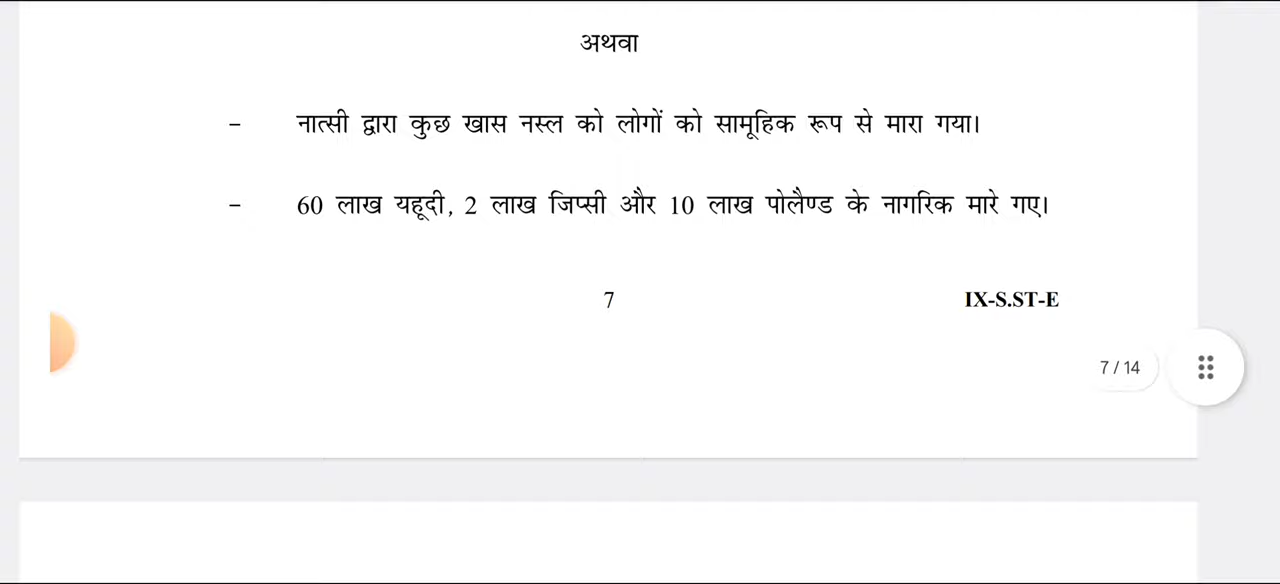 अथवा
- नात्सी द्वारा कुछ खास नस्ल को लोगों को सामूहिक रूप से मारा गया।
- 60 लाख यहूदी, 2 लाख जिप्सी और 10 लाख पोलैण्ड के नागरिक मारे गए।
7 IX-S.ST-E
7 / 14